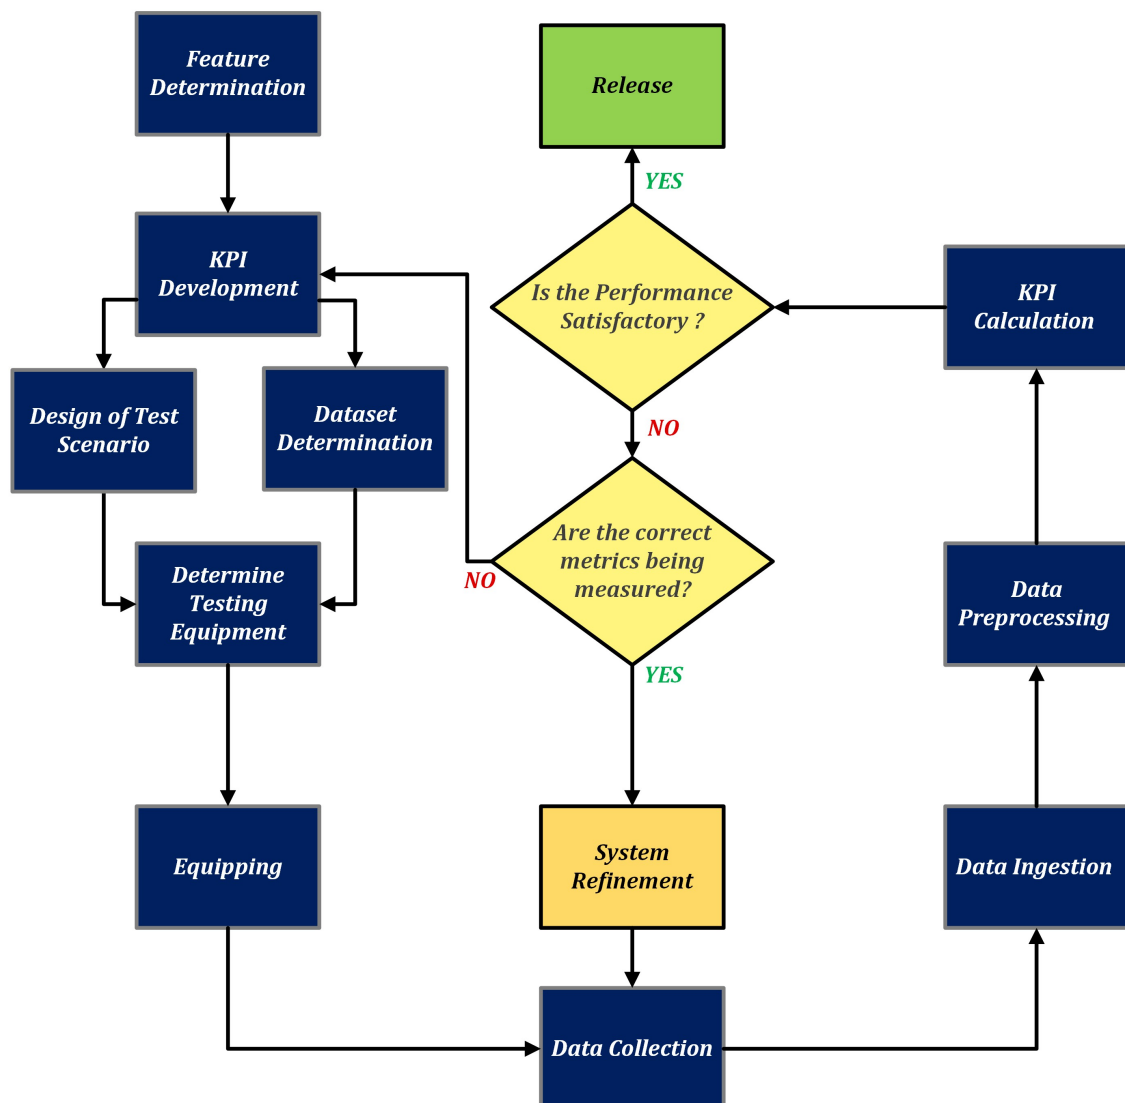 Feature
Determination
Release
YES
KPI
Development
Is the Performance
Satisfactory ?
KPI
Calculation
Design of Test
Scenario
Dataset
Determination
NO
Are the correct
metrics being
measured?
NO
Determine
Testing
Equipment
Data
Preprocessing
YES
Equipping
System
Refinement
Data Ingestion
Data Collection